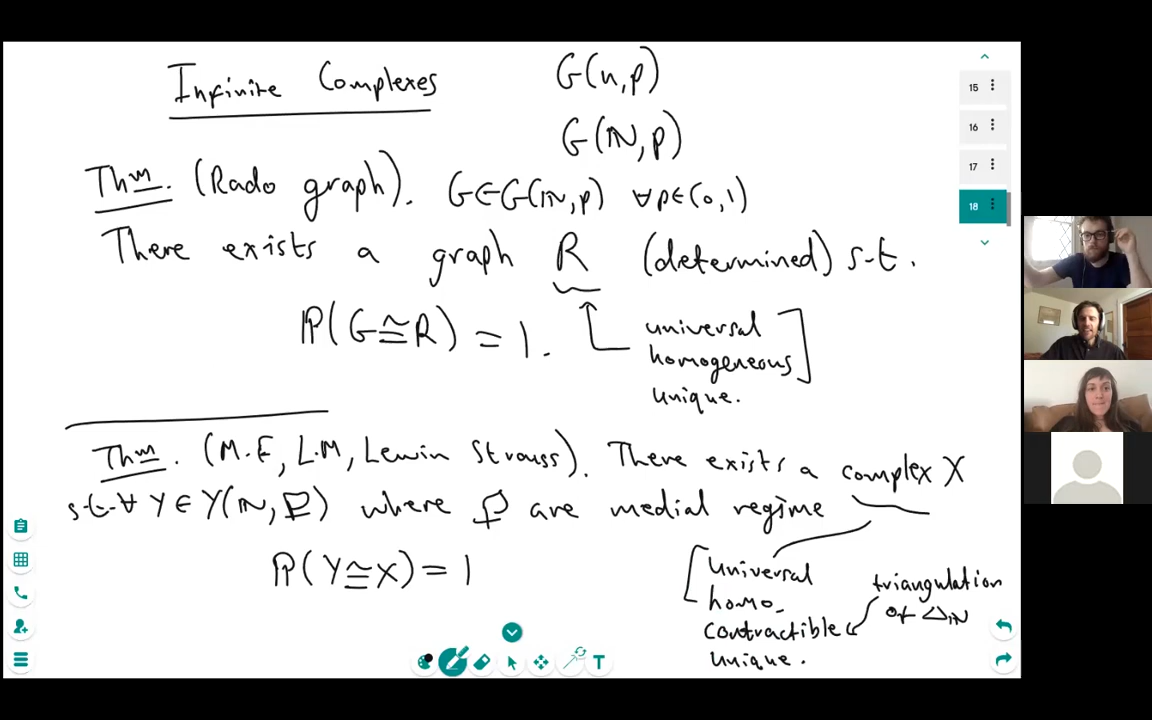 Infinite Complexes
G(n,p)
G(ℕ,p)
Thm. (Rado graph). G∈G(ℕ,p) ∀p∈(0,1)
There exists a graph R (determined) s.t.
ℙ(G≅R) = 1.
universal
homogeneous
unique.
Thm. (M.F, L.M, Lewin Strauss). There exists a complex X
s.t. ∀ Y ∈ Y(ℕ, p) where p are medial regime
ℙ(Y≅X) = 1
universal
homo.
contractible
unique.
triangulation
of Δℕ
15
16
17
18
T